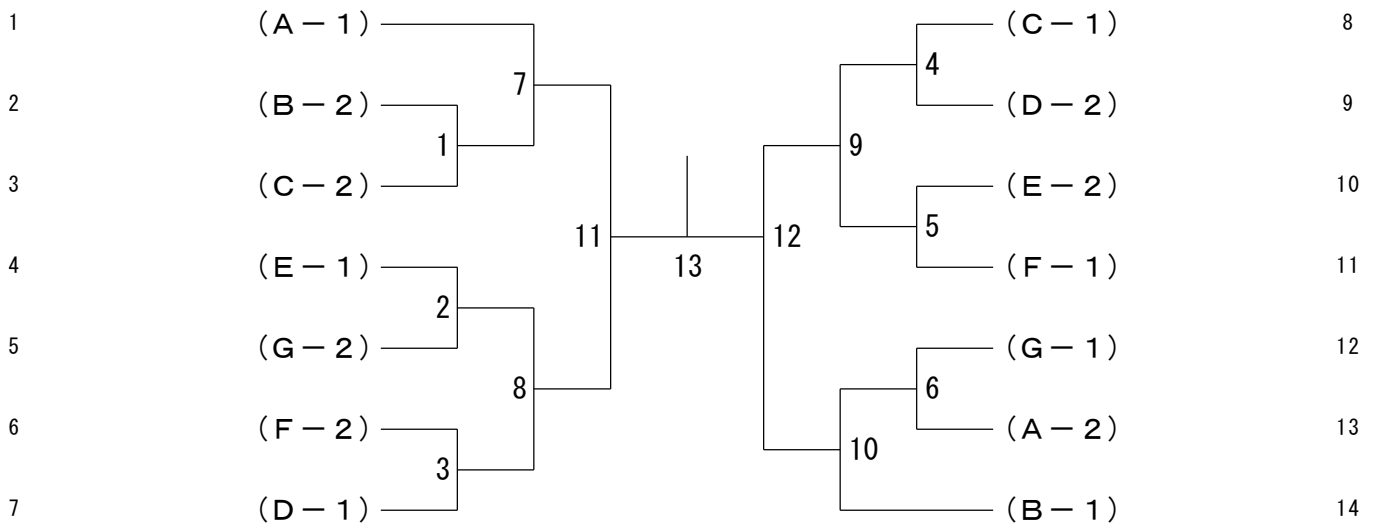 1 （A－1） （C－1） 8
7 4
2 （B－2） （D－2） 9
1 9
3 （C－2） （E－2） 10
11 12 5
4 （E－1） 13 （F－1） 11
2
5 （G－2） （G－1） 12
8 6
6 （F－2） （A－2） 13
3 10
7 （D－1） （B－1） 14